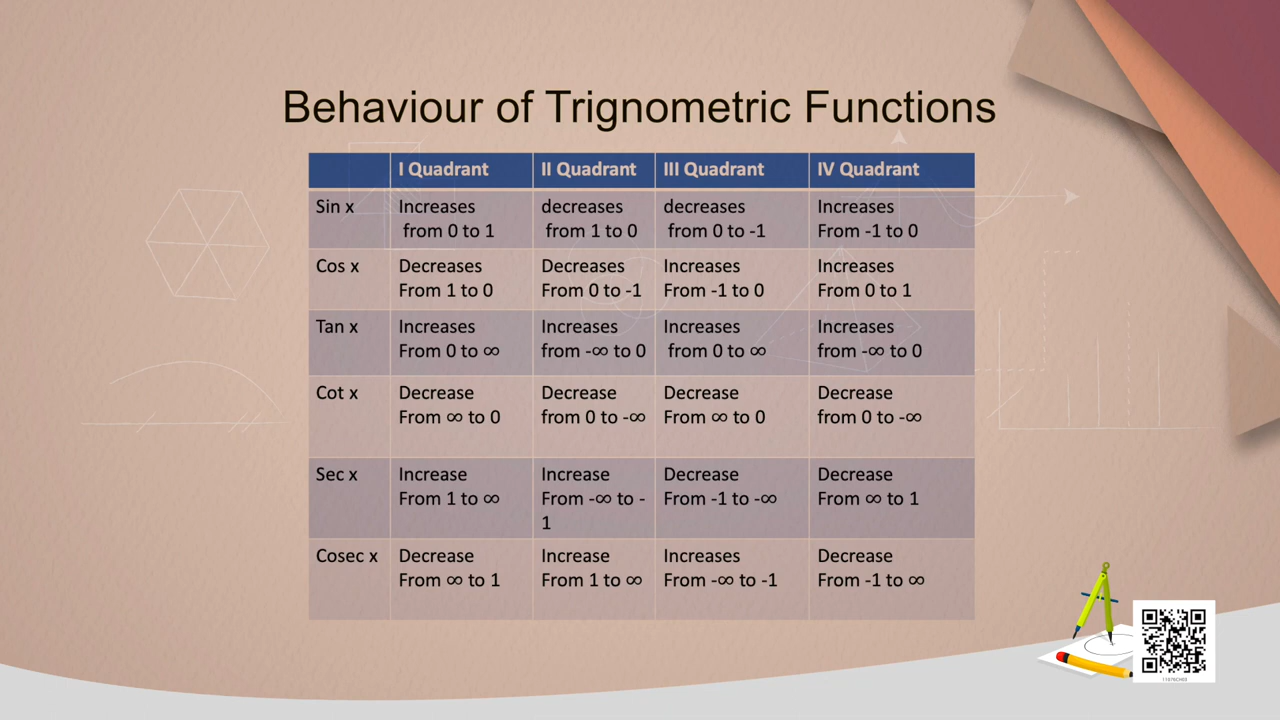 Behaviour of Trignometric Functions
I Quadrant II Quadrant III Quadrant IV Quadrant
Sin x Increases decreases decreases Increases
from 0 to 1 from 1 to 0 from 0 to -1 From -1 to 0
Cos x Decreases Decreases Increases Increases
From 1 to 0 From 0 to -1 From -1 to 0 From 0 to 1
Tan x Increases Increases Increases Increases
From 0 to ∞ from -∞ to 0 from 0 to ∞ from -∞ to 0
Cot x Decrease Decrease Decrease Decrease
From ∞ to 0 from 0 to -∞ From ∞ to 0 from 0 to -∞
Sec x Increase Increase Decrease Decrease
From 1 to ∞ From -∞ to - From -1 to -∞ From ∞ to 1
1
Cosec x Decrease Increase Increases Decrease
From ∞ to 1 From 1 to ∞ From -∞ to -1 From -1 to ∞
11076CH03